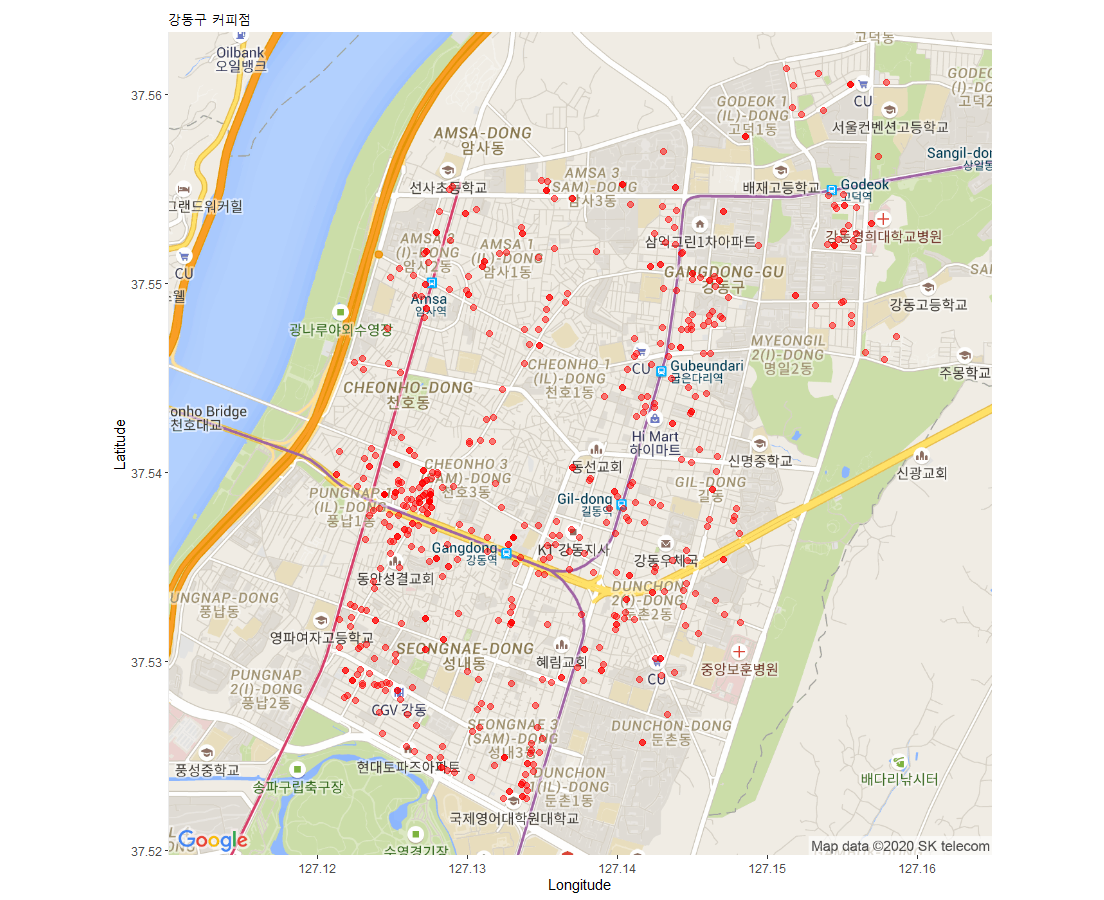 강동구 커피점
Oilbank
오일뱅크
고덕동
GODEOK 1
(IL)-DONG
고덕1동
CU
서울컨벤션고등학교
AMSA-DONG
암사동
선사초등학교
AMSA 3
(SAM)-DONG
암사3동
배재고등학교
Godeok
고덕역
Sangil-don
상일동
그랜드워커힐
강동경희대학교병원
삼익그린1차아파트
AMSA 1
암사1동
암사2동
CU
GANGDONG-GU
강동구
Amsa
암사역
강동고등학교
광나루야외수영장
MYEONGIL
2(I)-DONG
명일2동
CU
Gubeundari
굽은다리역
CHEONHO 1
(IL)-DONG
천호1동
주몽학교
CHEONHO-DONG
천호동
onho Bridge
천호대교
Hi Mart
하이마트
동선교회
신명중학교
신광교회
CHEONHO 3
천호3동
GIL-DONG
길동
PUNGNAP 1
(IL)-DONG
풍납1동
Gil-dong
길동역
Gangdong
강동역
KT 강동지사
강동우체국
동안성결교회
DUNCHON
2(I)-DONG
둔촌2동
UNGNAP-DONG
풍납동
영파여자고등학교
SEONGNAE-DONG
성내동
혜림교회
CU
중앙보훈병원
PUNGNAP
2(I)-DONG
풍납2동
CGV 강동
SEONGNAE 3
(SAM)-DONG
성내3동
DUNCHON-DONG
둔촌동
풍성중학교
현대토파즈아파트
송파구립축구장
DUNCHON
1(IL)-DONG
둔촌1동
배다리낚시터
국제영어대학원대학교
수영경기장
Google
Map data ©2020 SK telecom
37.56
37.55
37.54
37.53
37.52
Latitude
127.12
127.13
127.14
127.15
127.16
Longitude